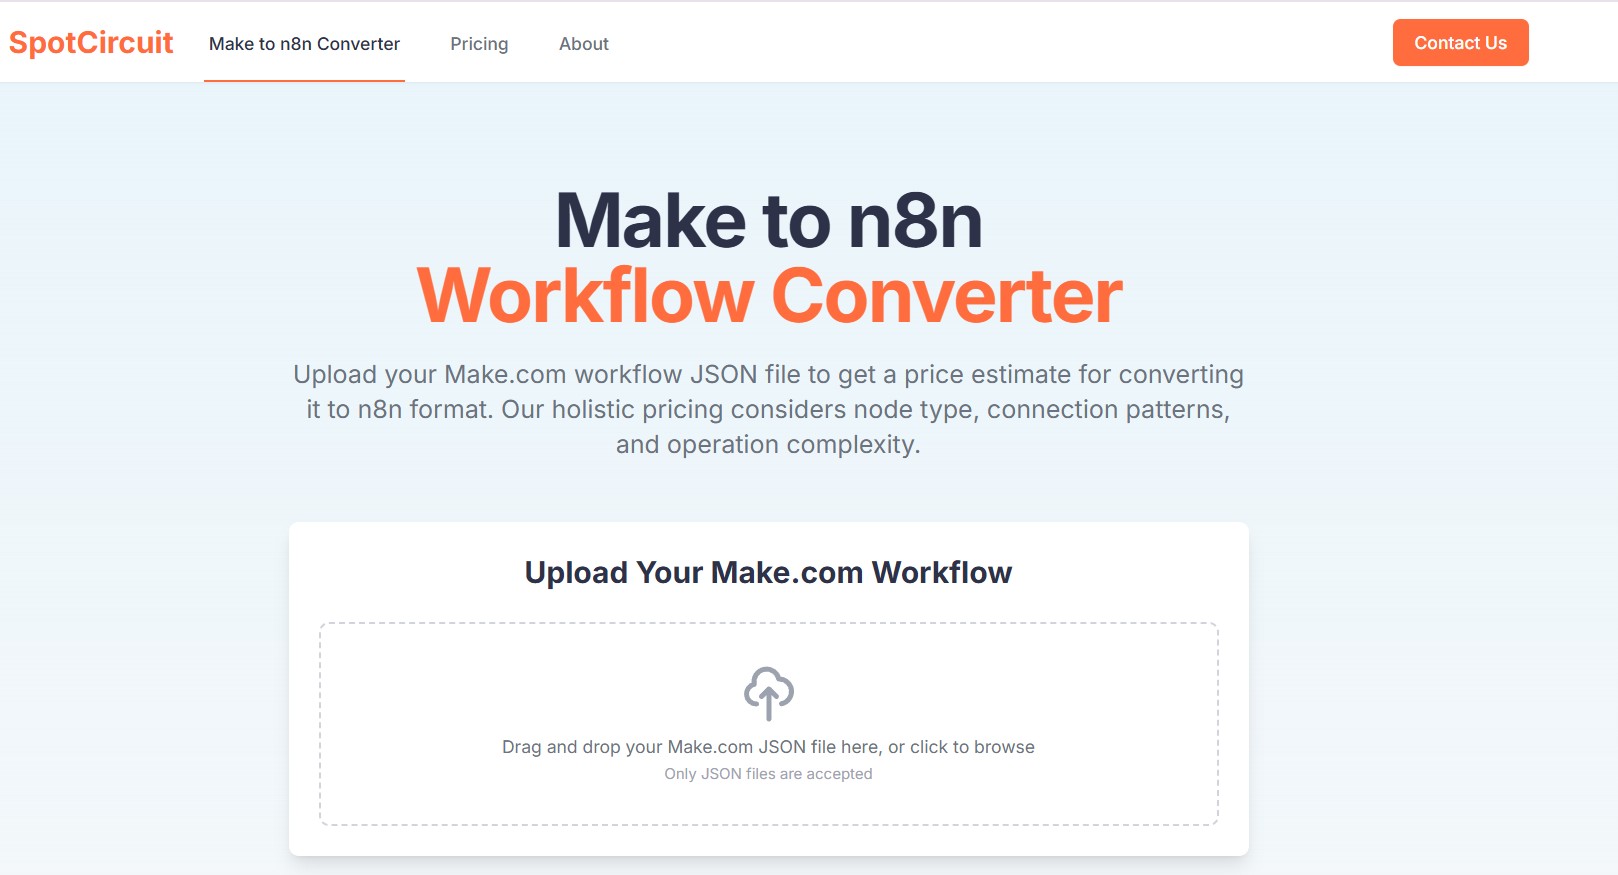 SpotCircuit
Make to n8n Converter
Pricing
About
Contact Us
Make to n8n
Workflow Converter
Upload your Make.com workflow JSON file to get a price estimate for converting
it to n8n format. Our holistic pricing considers node type, connection patterns,
and operation complexity.
Upload Your Make.com Workflow
Drag and drop your Make.com JSON file here, or click to browse
Only JSON files are accepted